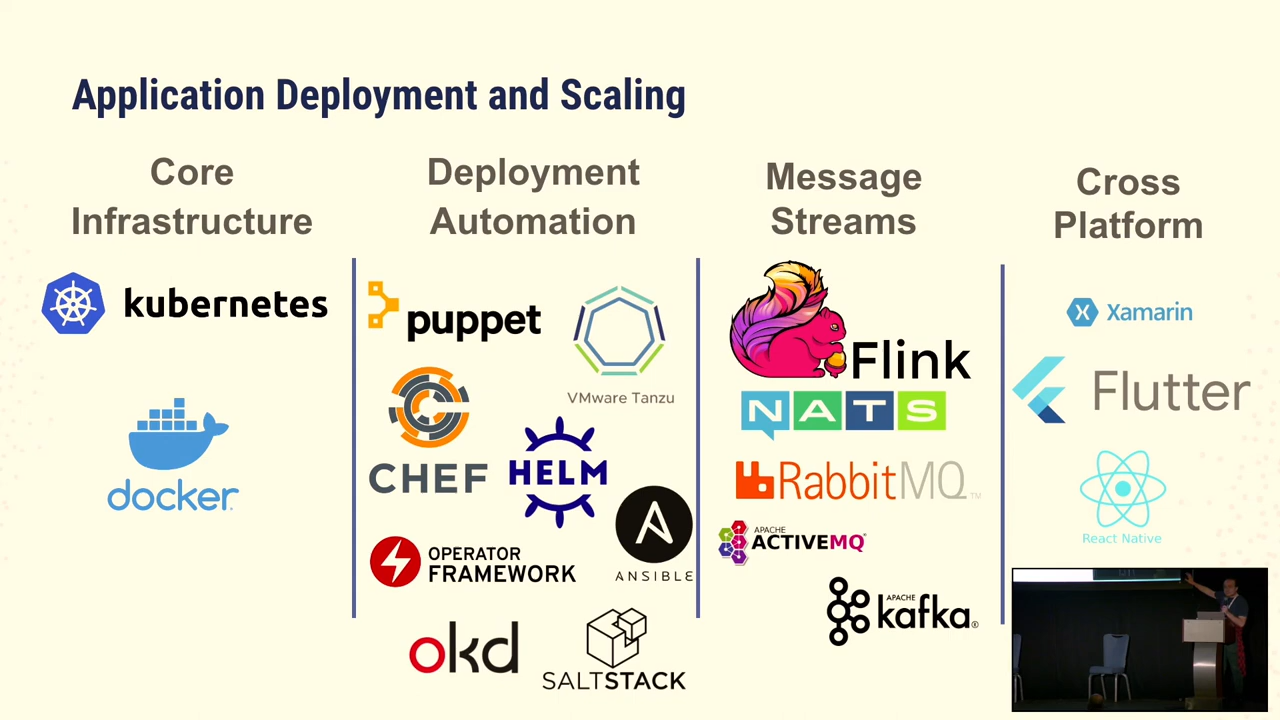 Application Deployment and Scaling
Core
Infrastructure
kubernetes
docker
Deployment
Automation
puppet
VMware Tanzu
CHEF
HELM
ANSIBLE
OPERATOR
FRAMEWORK
okd
SALTSTACK
Message
Streams
Flink
NATS
RabbitMQ™
APACHE
ACTIVEMQ
APACHE
kafka®
Cross
Platform
X Xamarin
Flutter
React Native